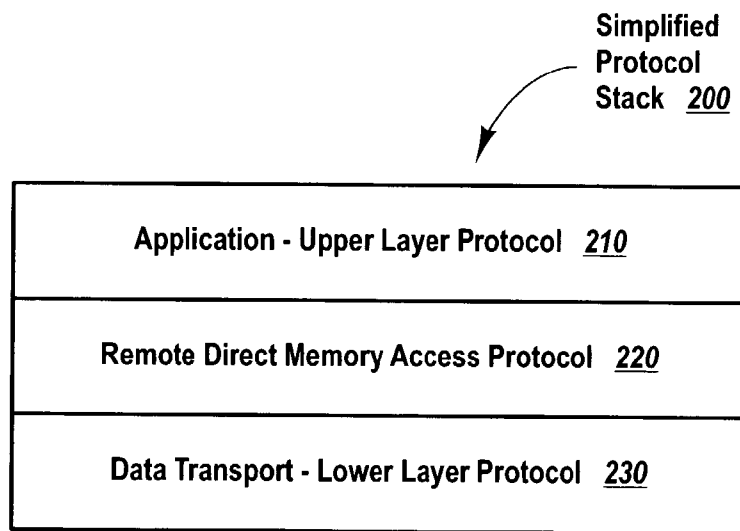 Simplified
Protocol
Stack 200
Application - Upper Layer Protocol 210
Remote Direct Memory Access Protocol 220
Data Transport - Lower Layer Protocol 230